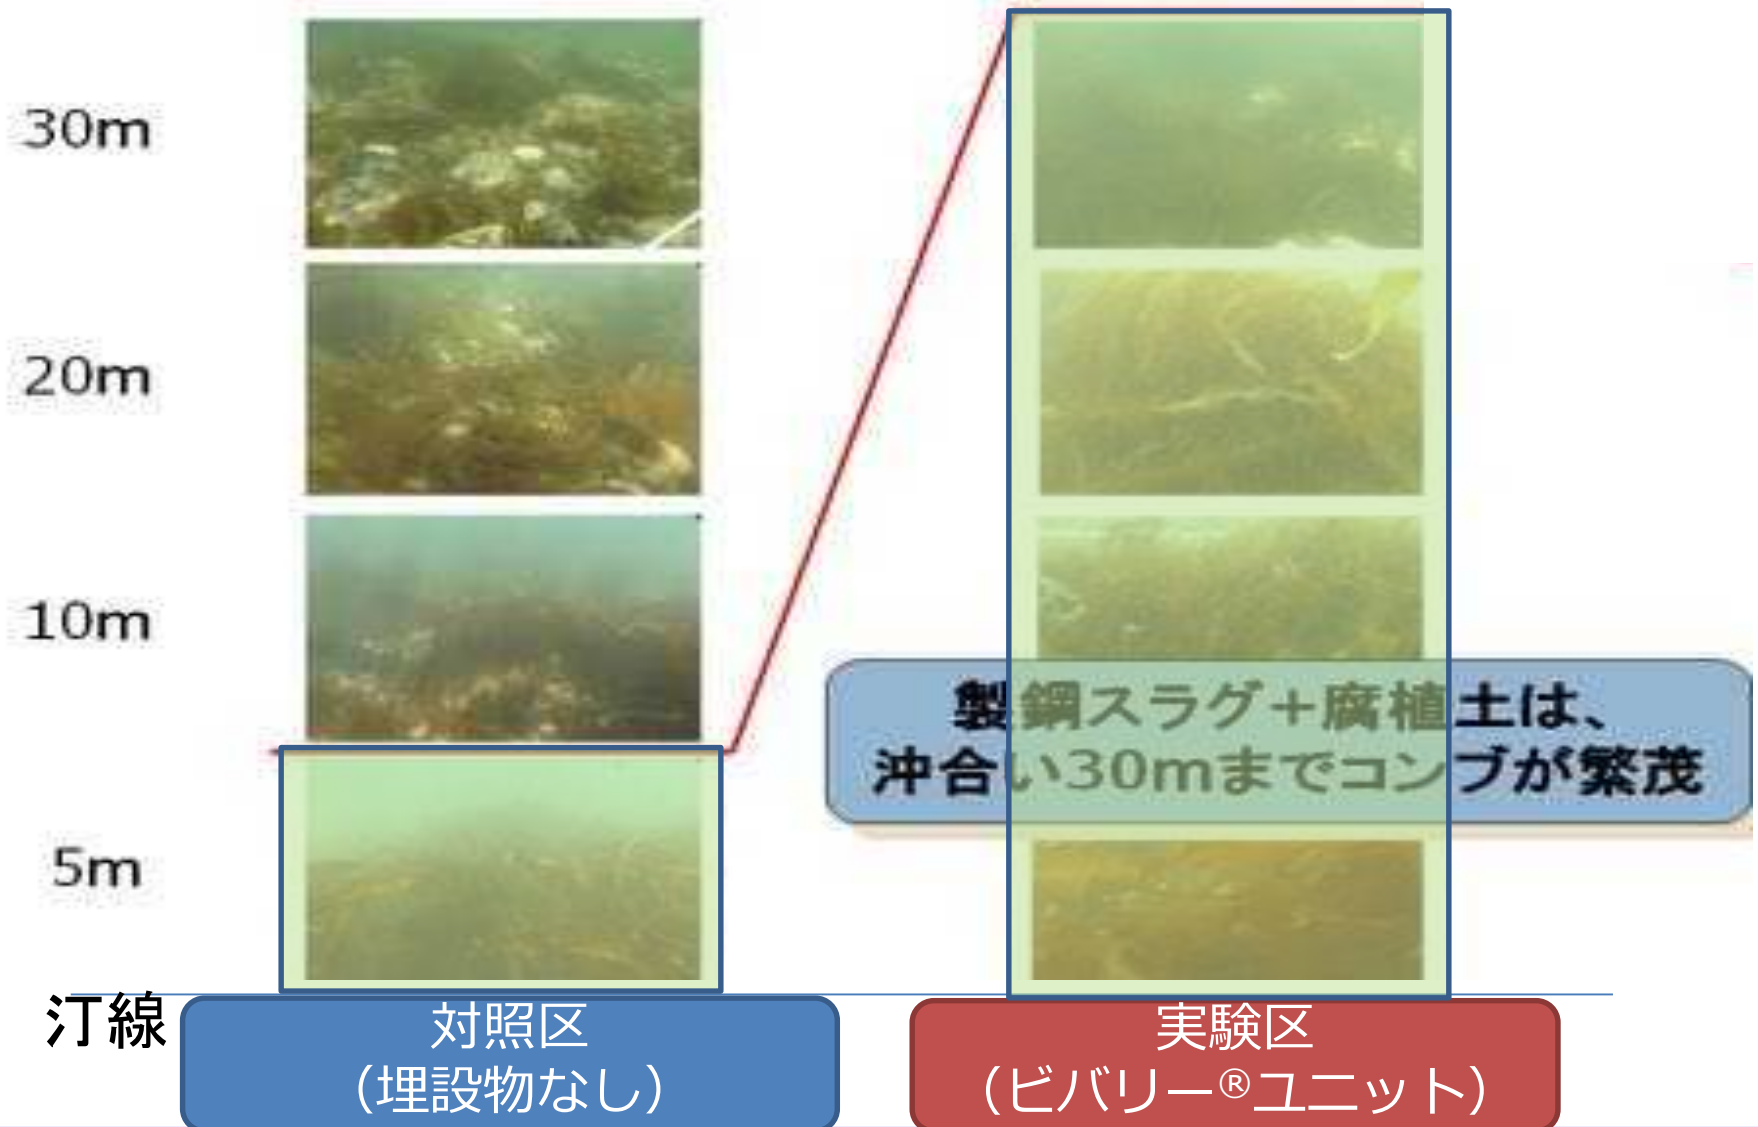 30m
20m
10m
製鋼スラグ+腐植土は、
沖合い30mまでコンブが繁茂
5m
汀線
対照区
(埋設物なし)
実験区
(ビバリー®ユニット)